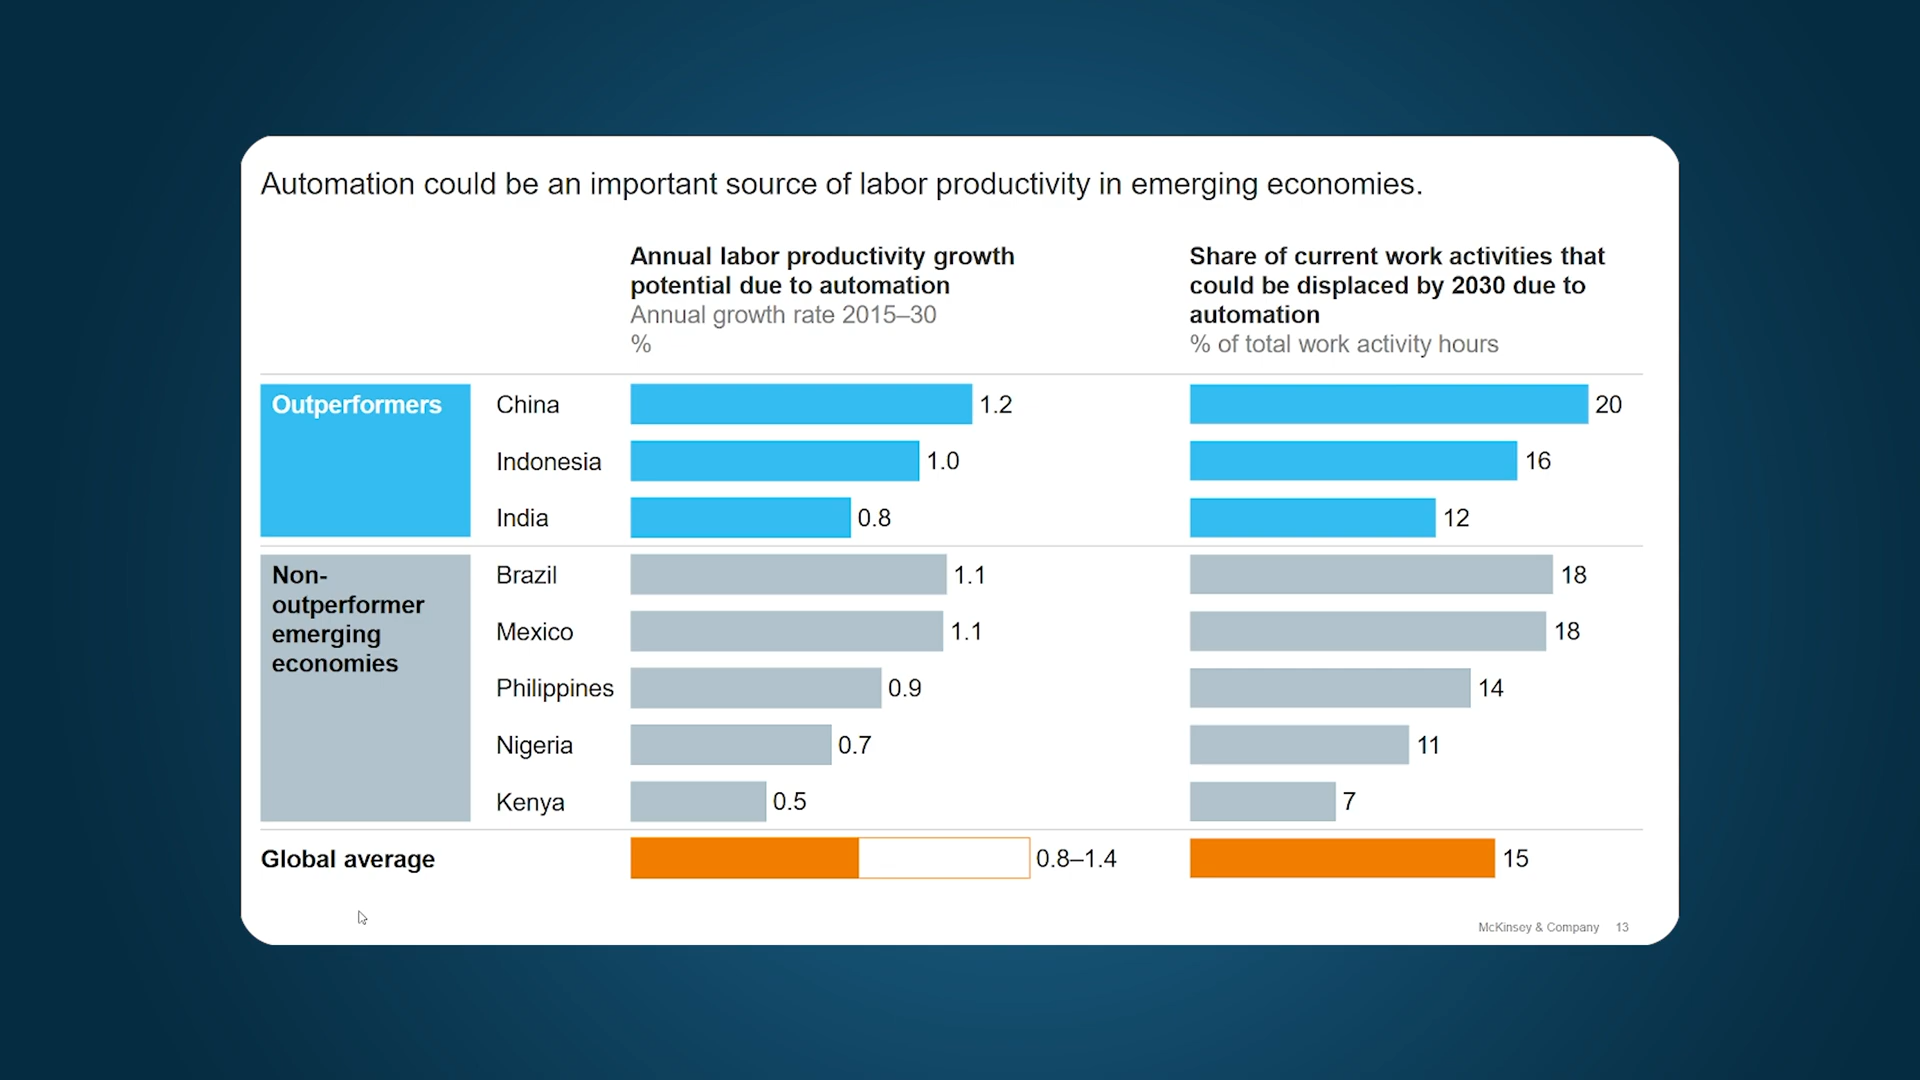 Automation could be an important source of labor productivity in emerging economies.
Annual labor productivity growth
potential due to automation
Annual growth rate 2015–30
%
Share of current work activities that
could be displaced by 2030 due to
automation
% of total work activity hours
Outperformers
China 1.2 20
Indonesia 1.0 16
India 0.8 12
Non-
outperformer
emerging
economies
Brazil 1.1 18
Mexico 1.1 18
Philippines 0.9 14
Nigeria 0.7 11
Kenya 0.5 7
Global average 0.8–1.4 15
McKinsey & Company 13